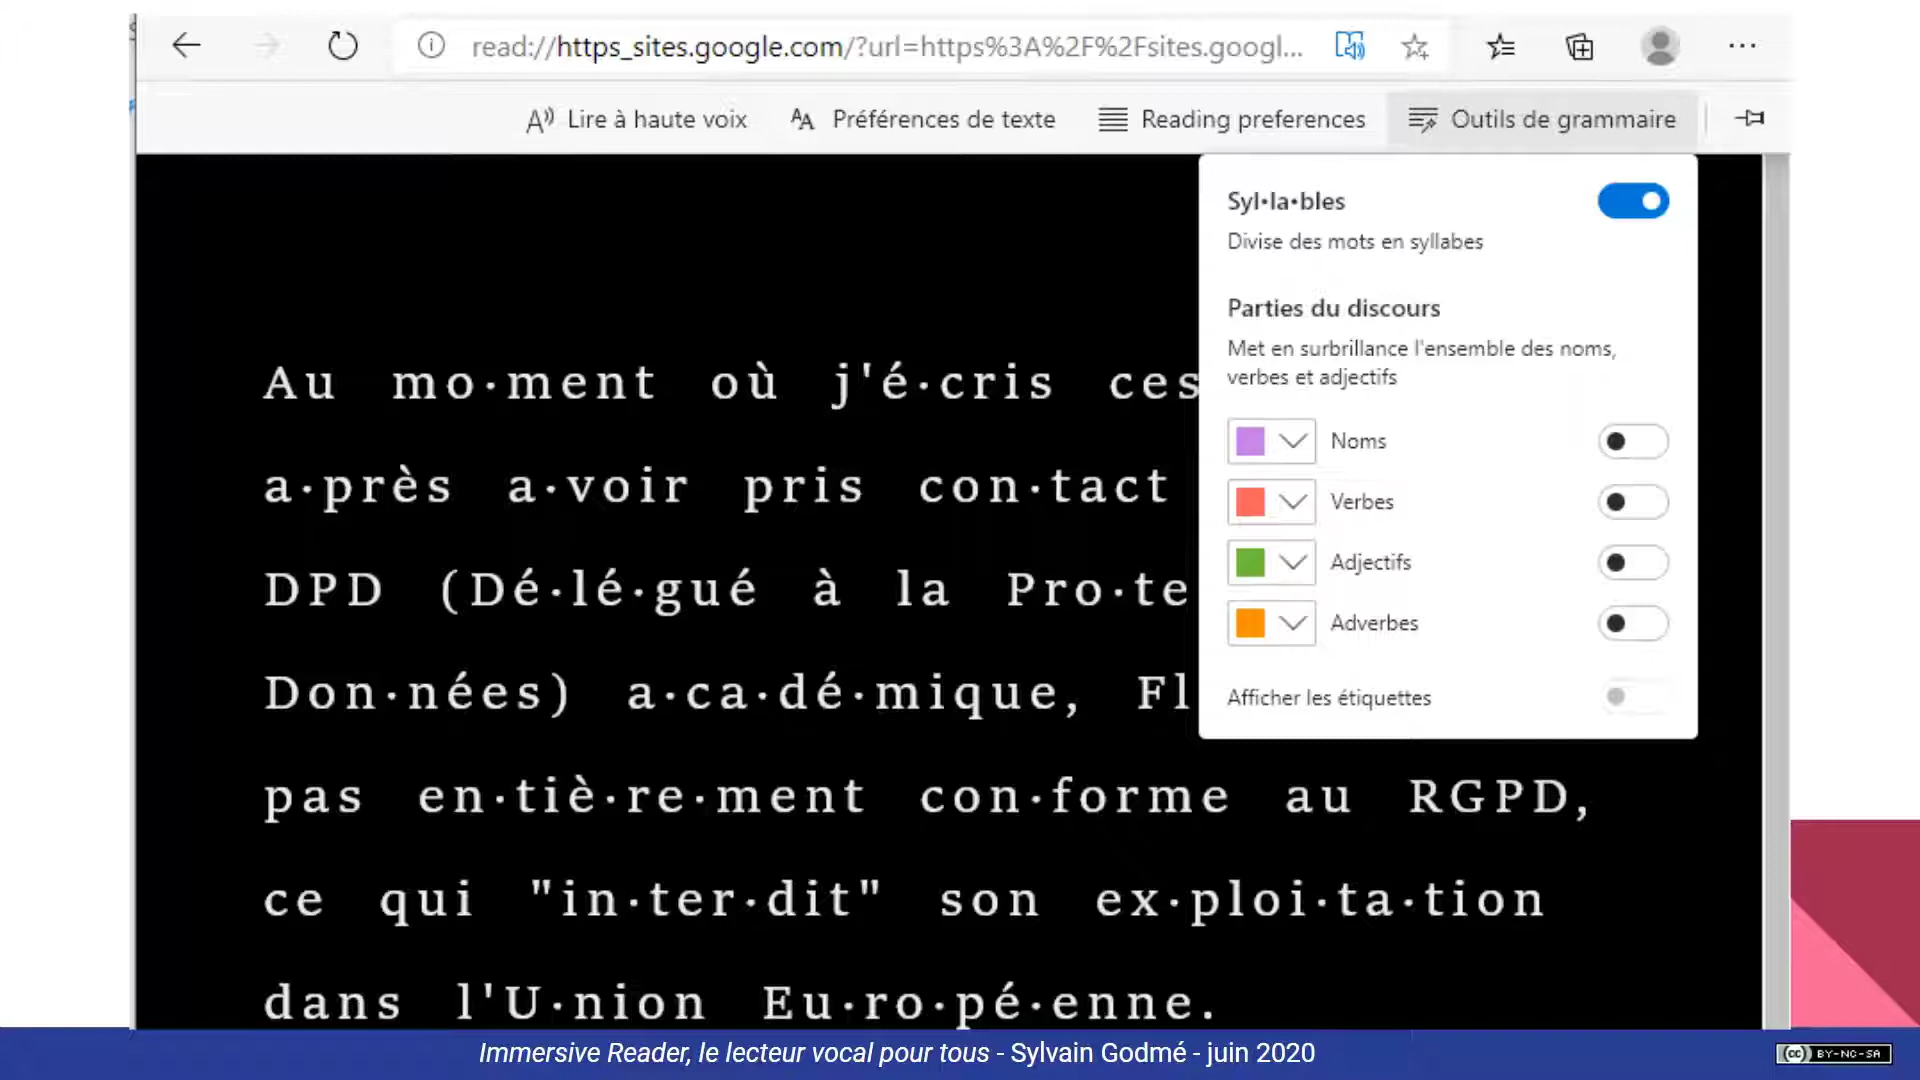 read://https_sites.google.com/?url=https%3A%2F%2Fsites.googl...
Lire à haute voix Préférences de texte Reading preferences Outils de grammaire
Syl•la•bles
Divise des mots en syllabes
Parties du discours
Met en surbrillance l'ensemble des noms,
verbes et adjectifs
Noms
Verbes
Adjectifs
Adverbes
Afficher les étiquettes
Au mo·ment où j'é·cris ces
a·près a·voir pris con·tact
DPD (Dé·lé·gué à la Pro·te
Don·nées) a·ca·dé·mique, Fl
pas en·tiè·re·ment con·forme au RGPD,
ce qui "in·ter·dit" son ex·ploi·ta·tion
dans l'U·nion Eu·ro·pé·enne.
Immersive Reader, le lecteur vocal pour tous - Sylvain Godmé - juin 2020
cc BY-NC-SA